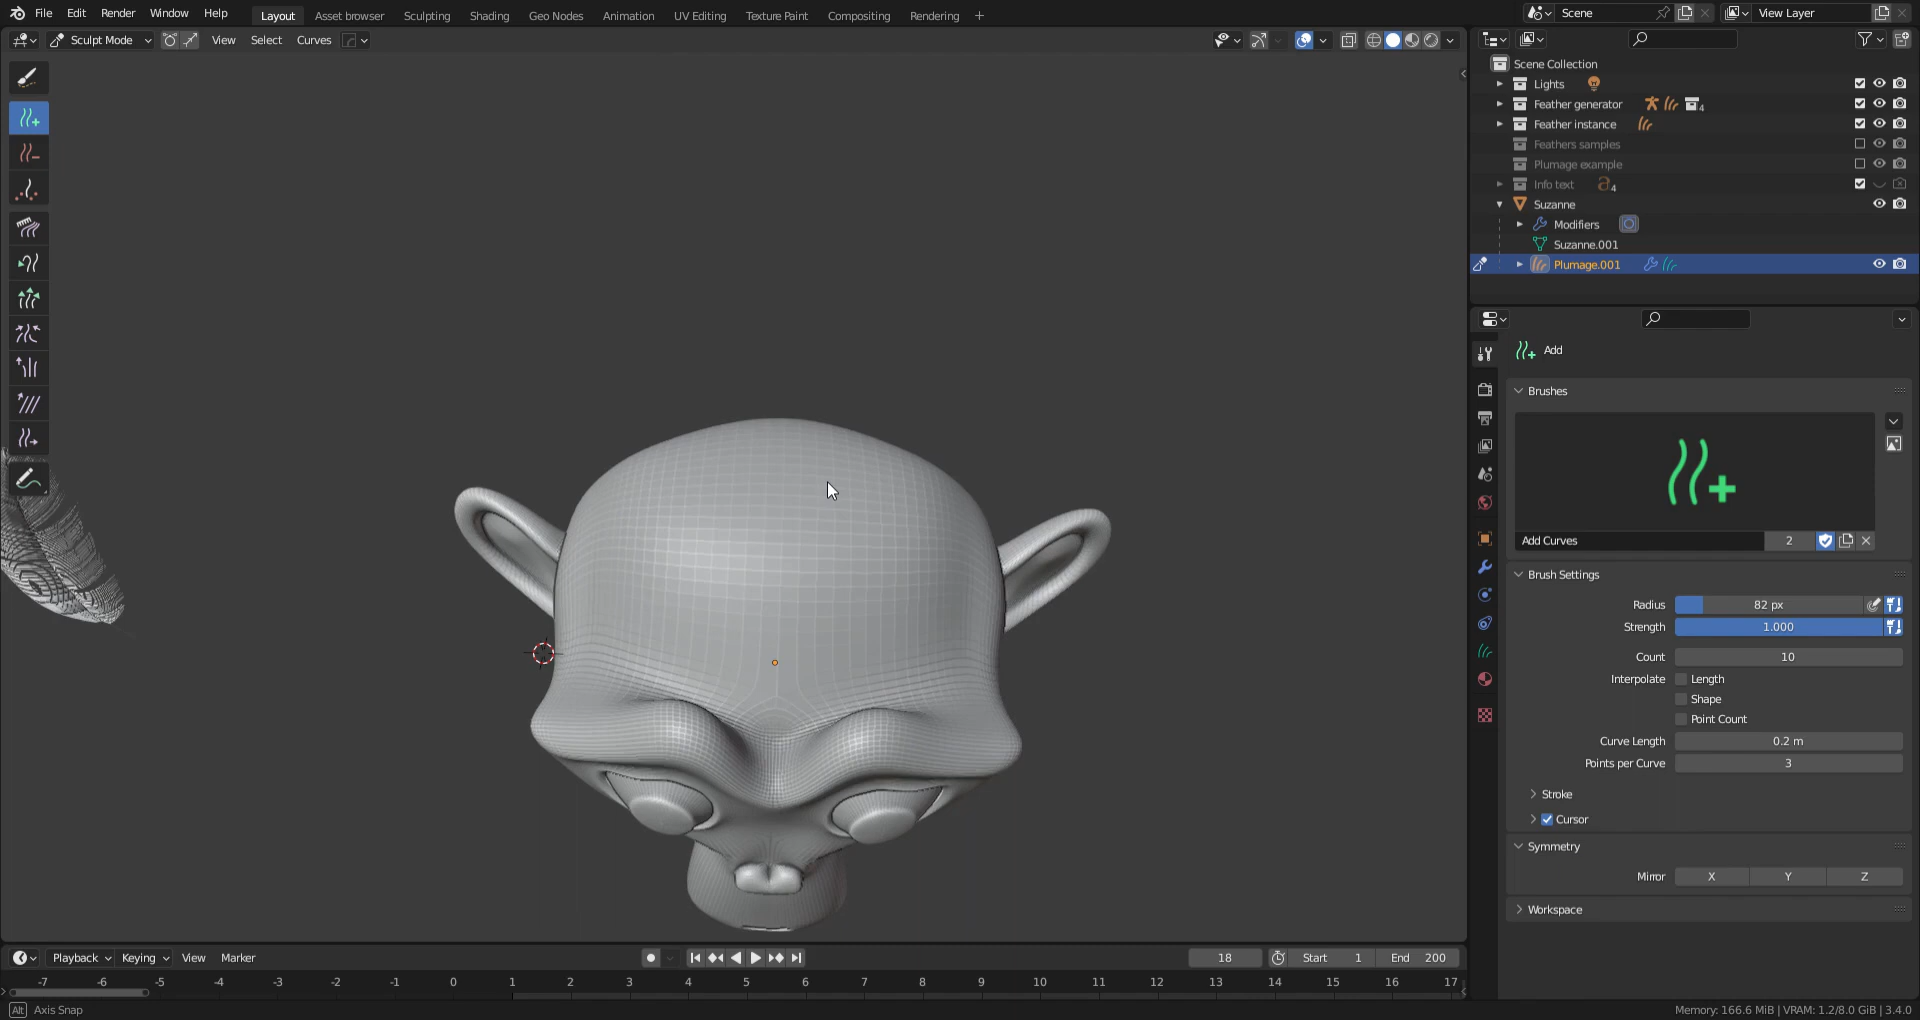 File Edit Render Window Help Layout Asset browser Sculpting Shading Geo Nodes Animation UV Editing Texture Paint Compositing Rendering + Scene View Layer
Sculpt Mode View Select Curves
Scene Collection
Lights
Feather generator 4
Feather instance
Feathers samples
Plumage example
Info text a 4
Suzanne
Modifiers
Suzanne.001
Plumage.001
Add
Brushes
Add Curves 2
Brush Settings
Radius 82 px
Strength 1.000
Count 10
Interpolate Length
Shape
Point Count
Curve Length 0.2 m
Points per Curve 3
Stroke
Cursor
Symmetry
Mirror X Y Z
Workspace
Playback Keying View Marker 18 Start 1 End 200
-7 -6 -5 -4 -3 -2 -1 0 1 2 3 4 5 6 7 8 9 10 11 12 13 14 15 16 17
Alt Axis Snap Memory: 166.6 MiB | VRAM: 1.2/8.0 GiB | 3.4.0